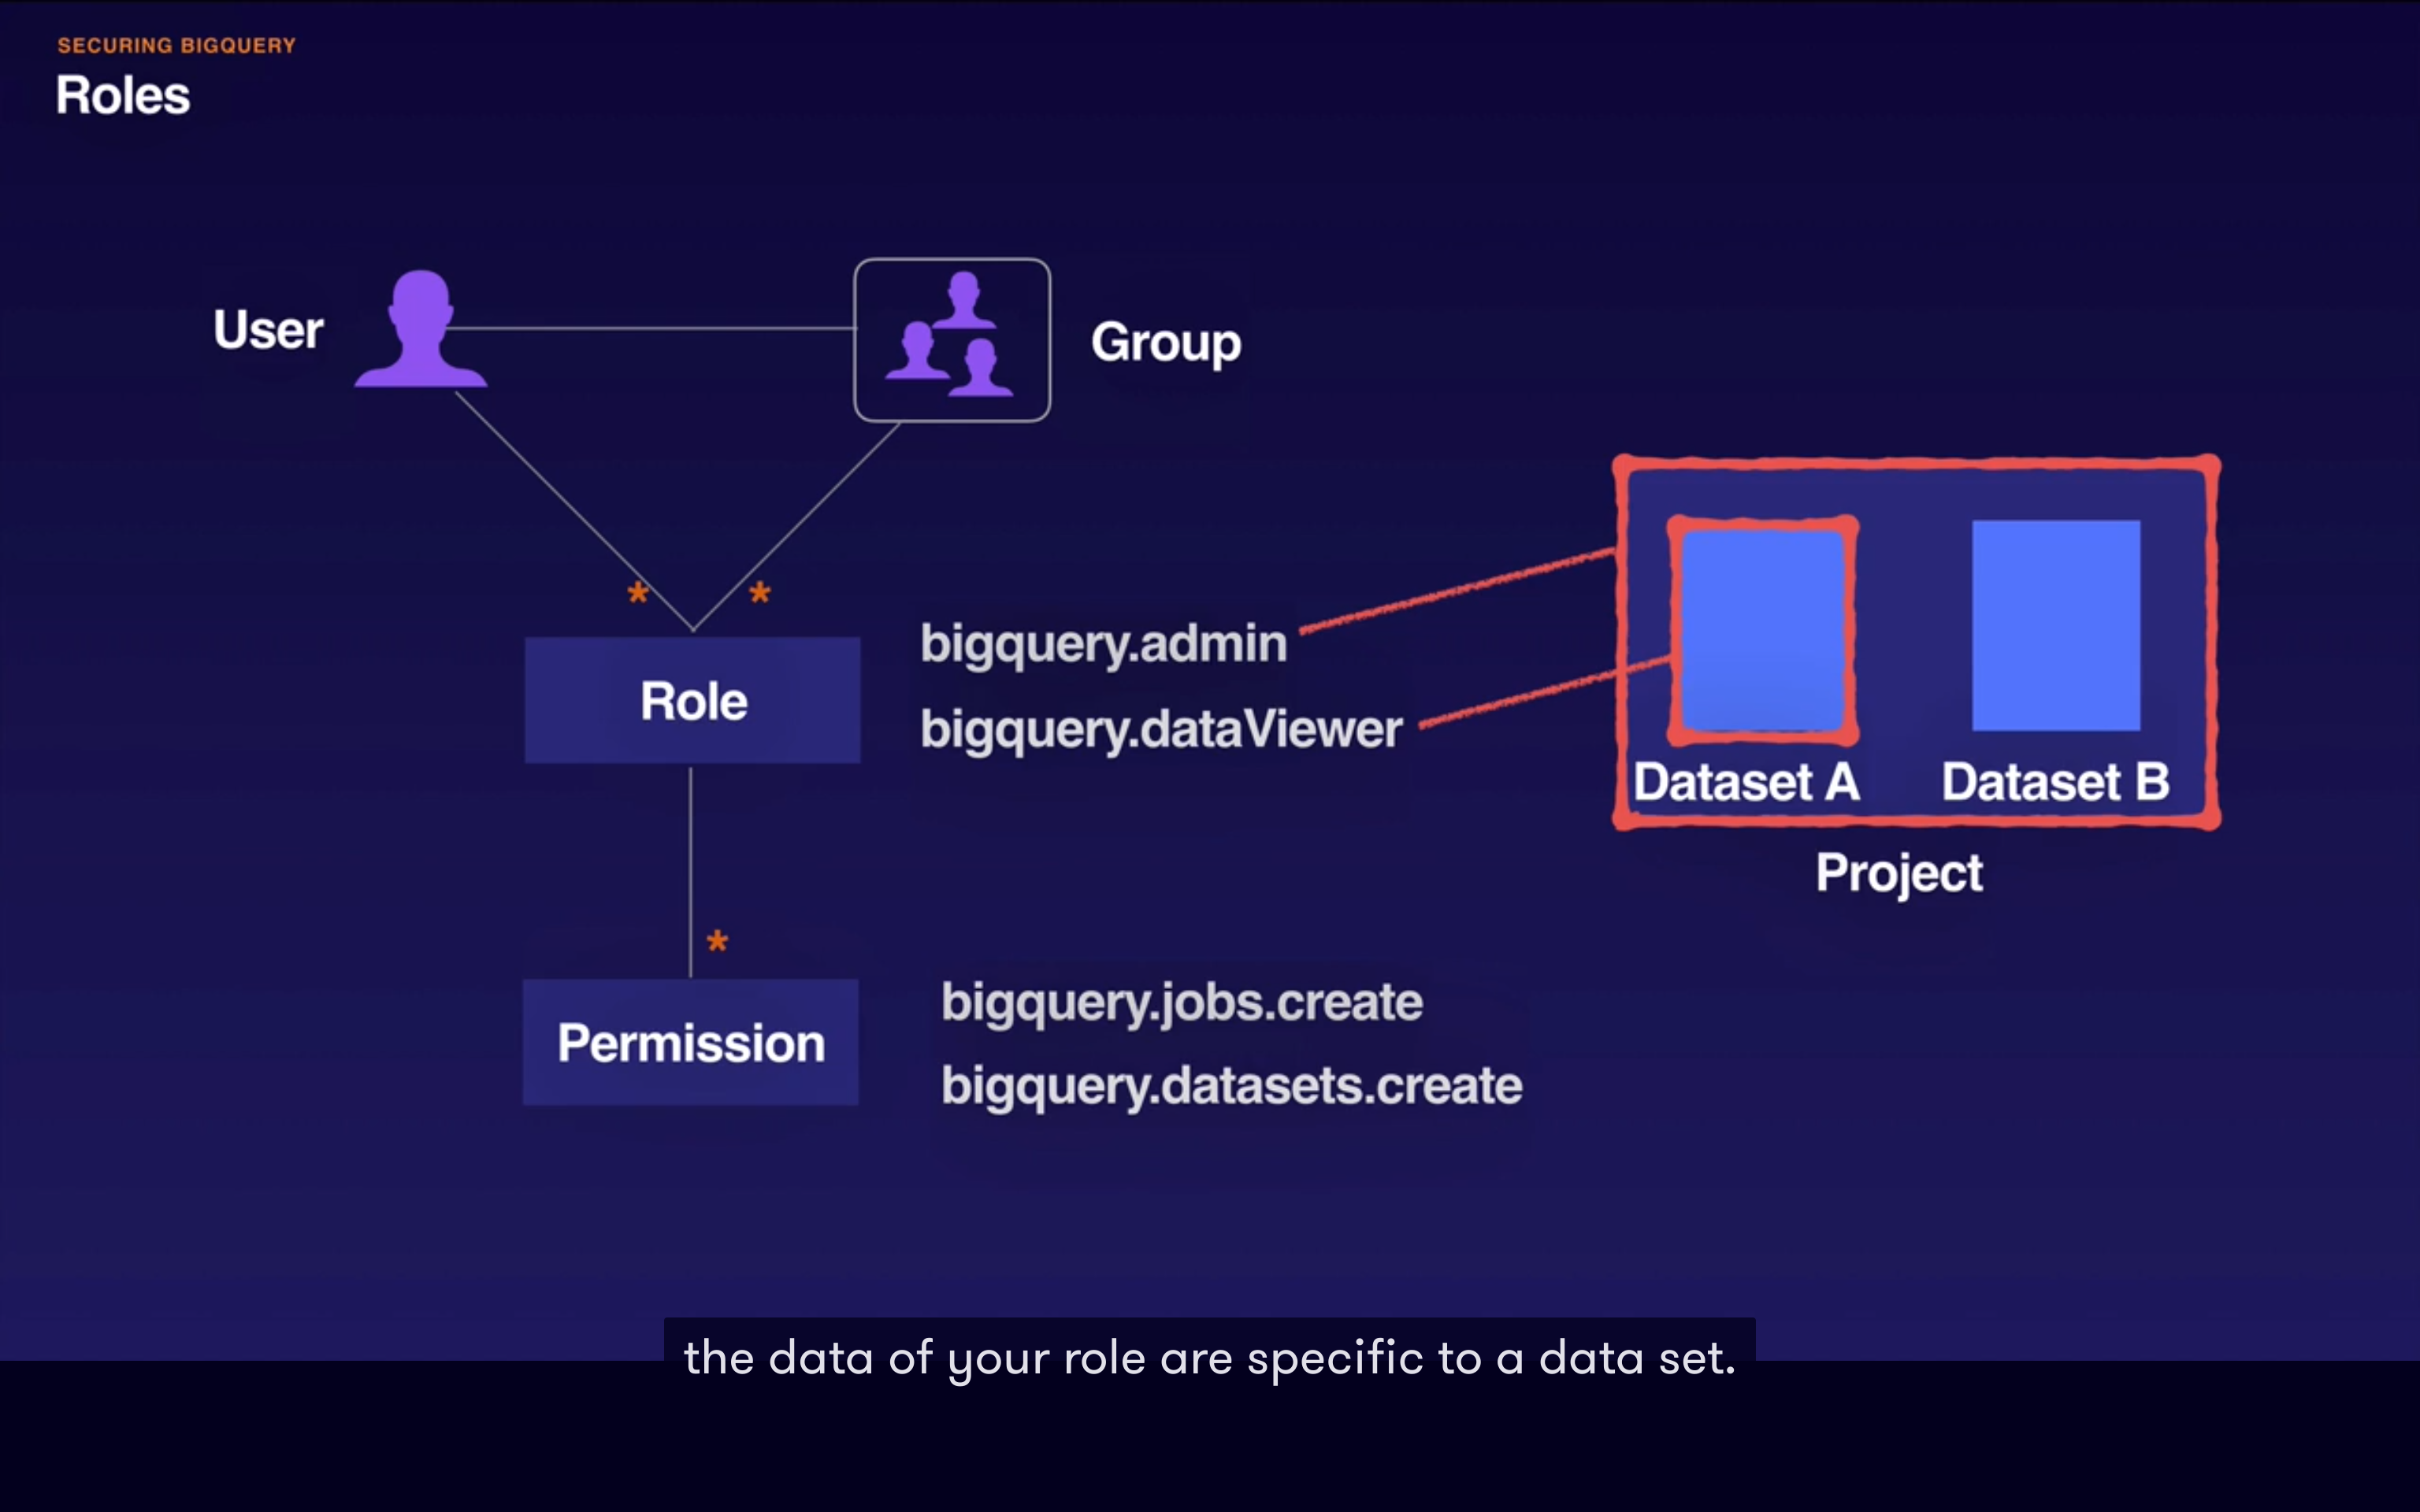 SECURING BIGQUERY
Roles
User
Group
*
*
Role
bigquery.admin
bigquery.dataViewer
Dataset A
Dataset B
Project
*
Permission
bigquery.jobs.create
bigquery.datasets.create
the data of your role are specific to a data set.